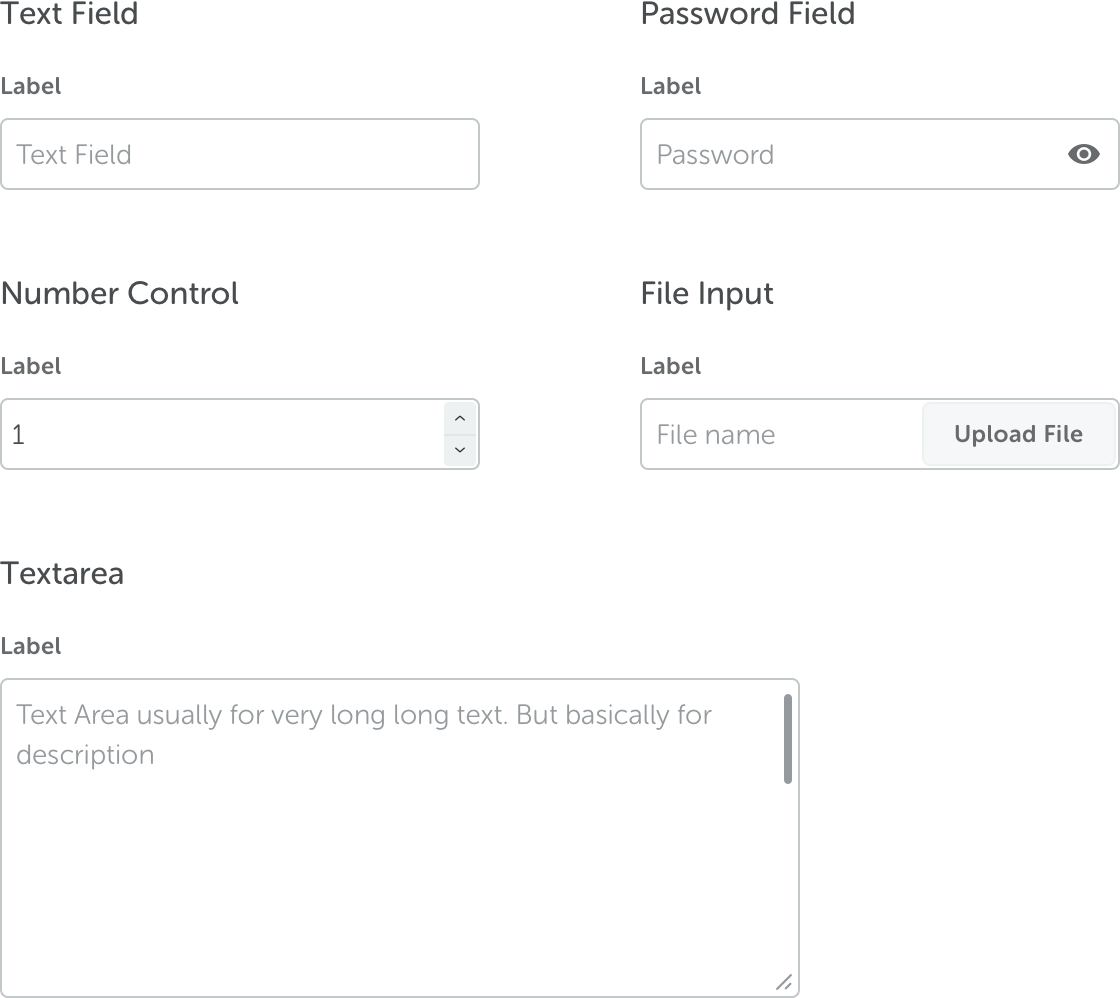 Text Field
Password Field
Label
Label
Text Field
Password
Number Control
File Input
Label
Label
1
File name
Upload File
Textarea
Label
Text Area usually for very long long text. But basically for
description